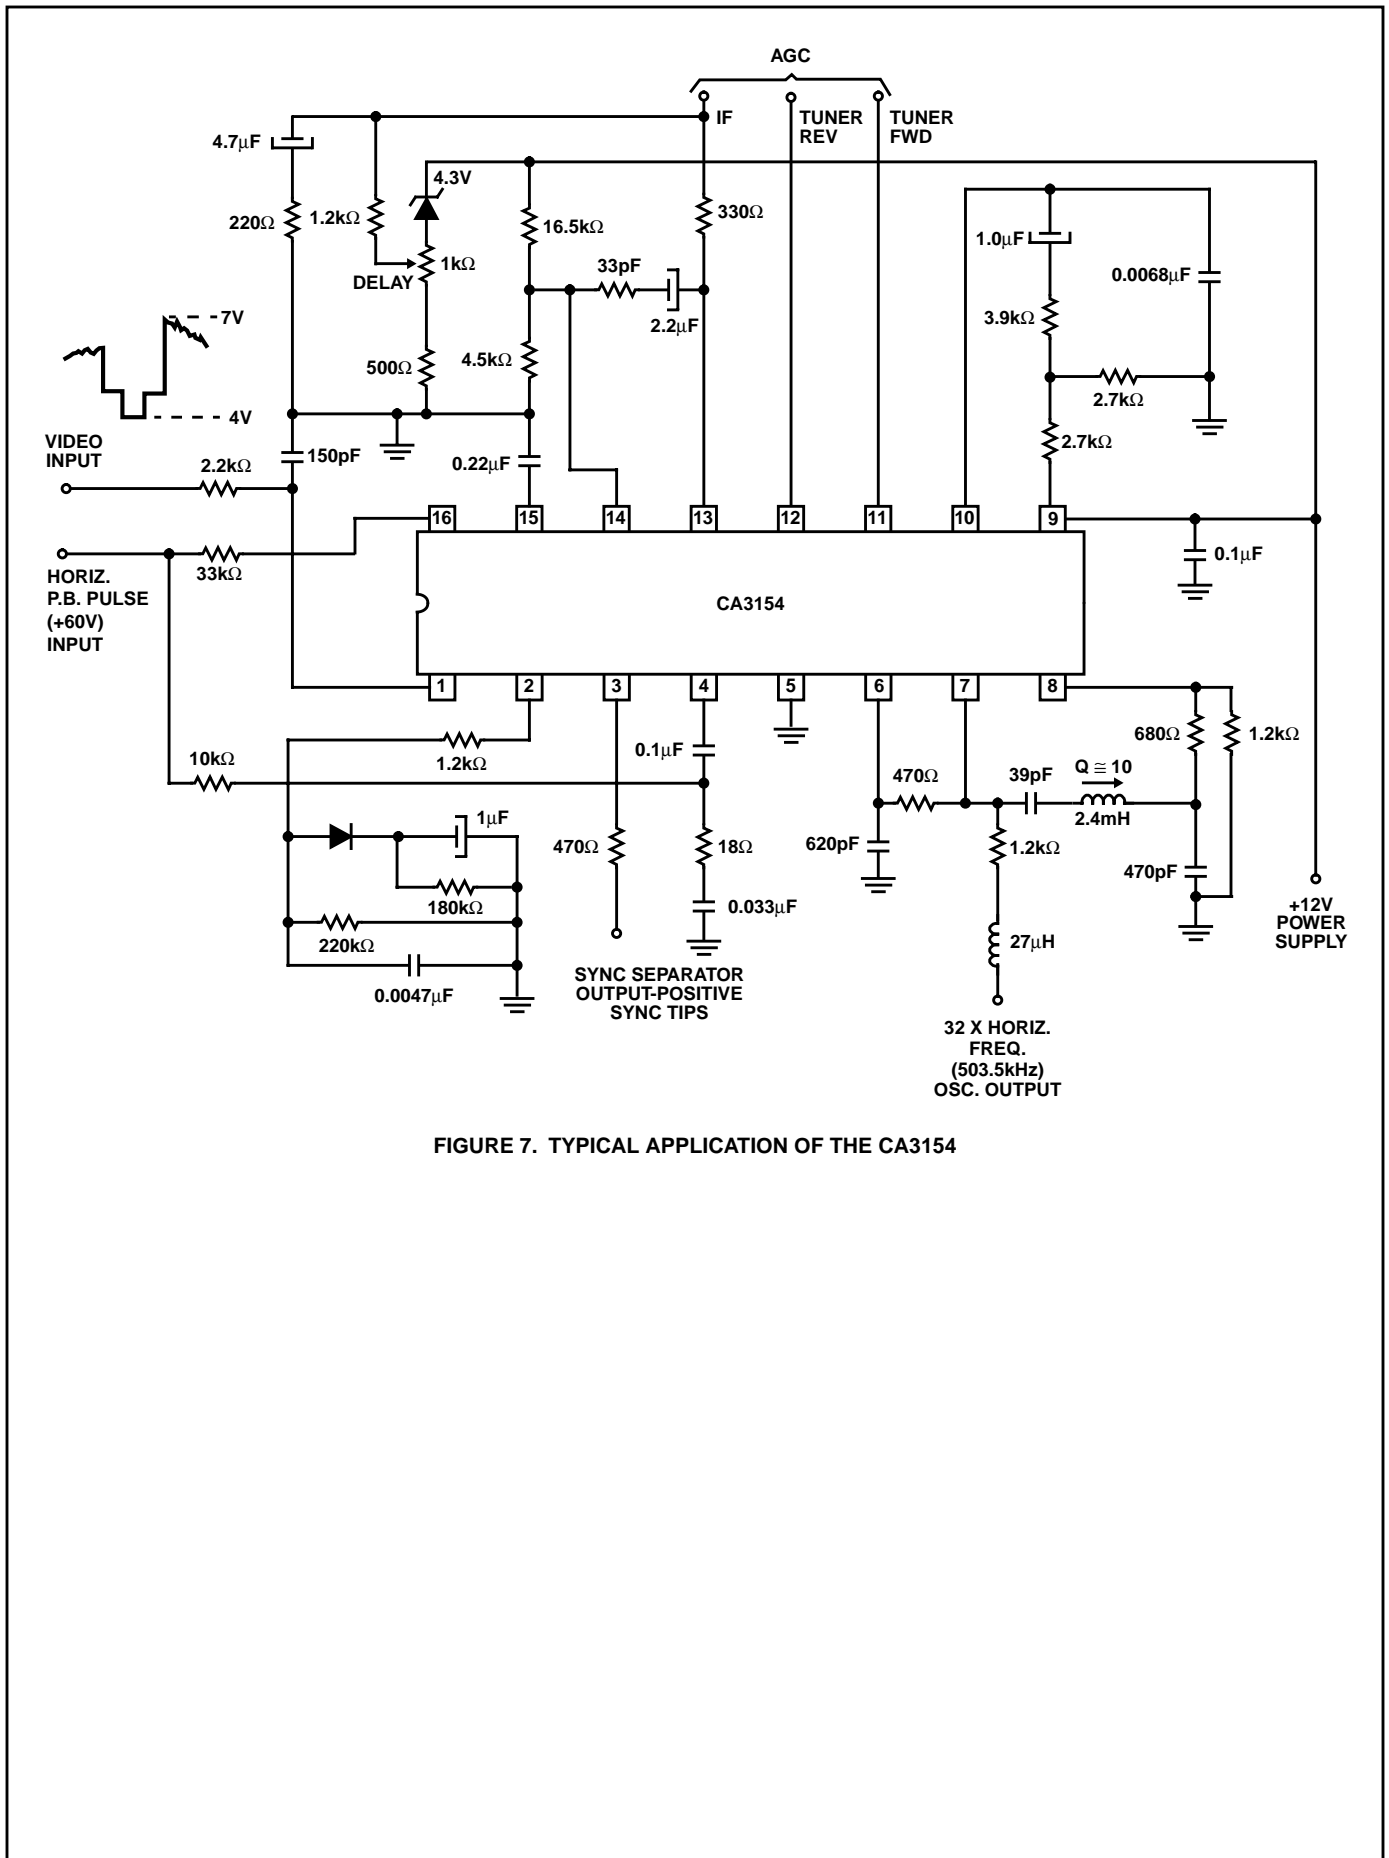 AGC
IF
TUNER
REV
TUNER
FWD
4.7μF
4.3V
220Ω
1.2kΩ
16.5kΩ
330Ω
1.0μF
1kΩ
DELAY
33pF
0.0068μF
7V
2.2μF
3.9kΩ
500Ω
4.5kΩ
2.7kΩ
4V
VIDEO
INPUT
2.7kΩ
150pF
0.22μF
2.2kΩ
16
15
14
13
12
11
10
9
0.1μF
33kΩ
HORIZ.
P.B. PULSE
(+60V)
INPUT
CA3154
1
2
3
4
5
6
7
8
680Ω
1.2kΩ
10kΩ
1.2kΩ
0.1μF
470Ω
39pF
Q ≅ 10
2.4mH
1μF
470Ω
18Ω
620pF
1.2kΩ
470pF
180kΩ
0.033μF
+12V
POWER
SUPPLY
220kΩ
27μH
0.0047μF
SYNC SEPARATOR
OUTPUT-POSITIVE
SYNC TIPS
32 X HORIZ.
FREQ.
(503.5kHz)
OSC. OUTPUT
FIGURE 7. TYPICAL APPLICATION OF THE CA3154